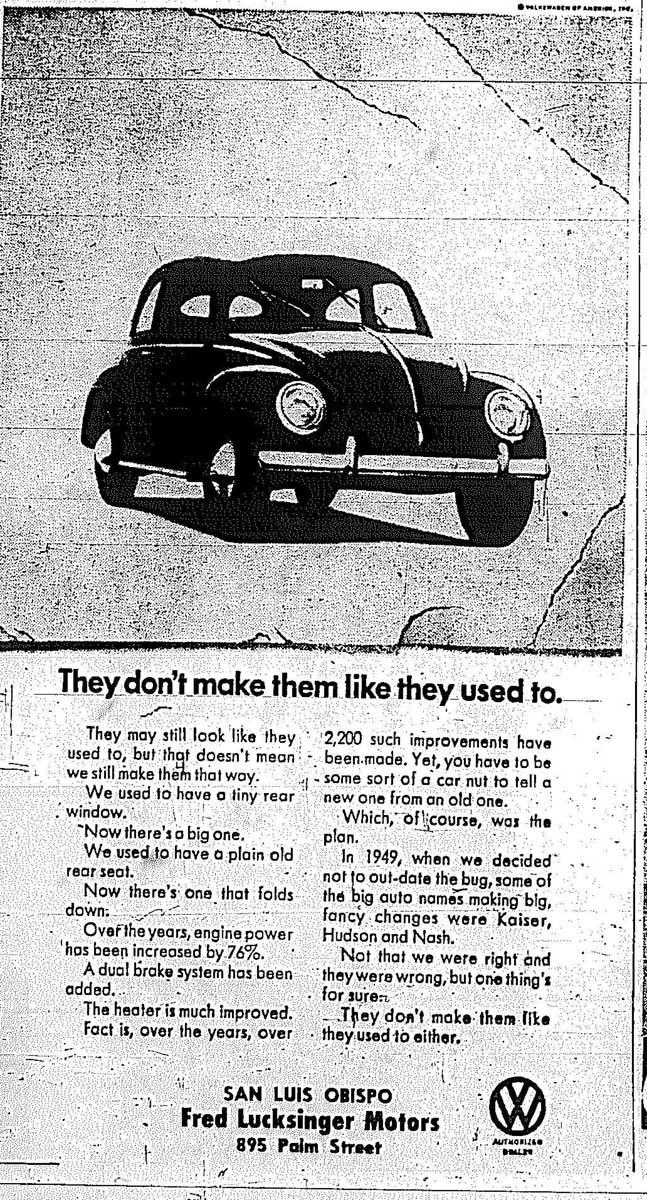 © VOLKSWAGEN OF AMERICA, INC.
They don't make them like they used to.
They may still look like they
used to, but that doesn't mean
we still make them that way.
We used to have a tiny rear
window.
Now there's a big one.
We used to have a plain old
rear seat.
Now there's one that folds
down.
Over the years, engine power
has been increased by 76%.
A dual brake system has been
added.
The heater is much improved.
Fact is, over the years, over
2,200 such improvements have
been made. Yet, you have to be
some sort of a car nut to tell a
new one from an old one.
Which, of course, was the
plan.
In 1949, when we decided
not to out-date the bug, some of
the big auto names making big,
fancy changes were Kaiser,
Hudson and Nash.
Not that we were right and
they were wrong, but one thing's
for sure:
They don't make them like
they used to either.
SAN LUIS OBISPO
Fred Lucksinger Motors
895 Palm Street
VW
AUTHORIZED
DEALER